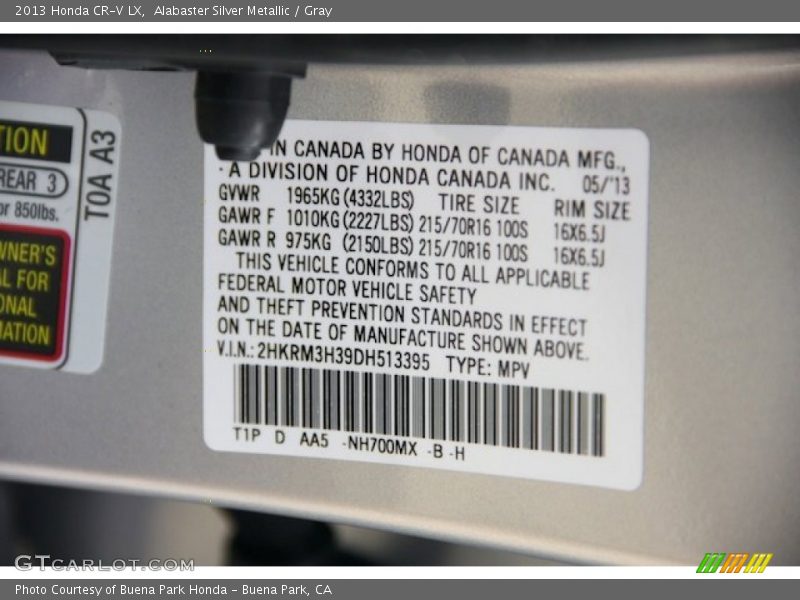 2013 Honda CR-V LX,  Alabaster Silver Metallic / Gray
TION
REAR 3
or 850lbs.
WNER'S
AL FOR
ONAL
MATION
T0A A3
IN CANADA BY HONDA OF CANADA MFG.,
A DIVISION OF HONDA CANADA INC. 05/'13
GVWR 1965KG (4332LBS) TIRE SIZE RIM SIZE
GAWR F 1010KG (2227LBS) 215/70R16 100S 16X6.5J
GAWR R 975KG (2150LBS) 215/70R16 100S 16X6.5J
THIS VEHICLE CONFORMS TO ALL APPLICABLE
FEDERAL MOTOR VEHICLE SAFETY
AND THEFT PREVENTION STANDARDS IN EFFECT
ON THE DATE OF MANUFACTURE SHOWN ABOVE.
V.I.N.: 2HKRM3H39DH513395 TYPE: MPV
T1P D AA5 -NH700MX -B -H
GTCARLOT.COM
Photo Courtesy of Buena Park Honda - Buena Park, CA